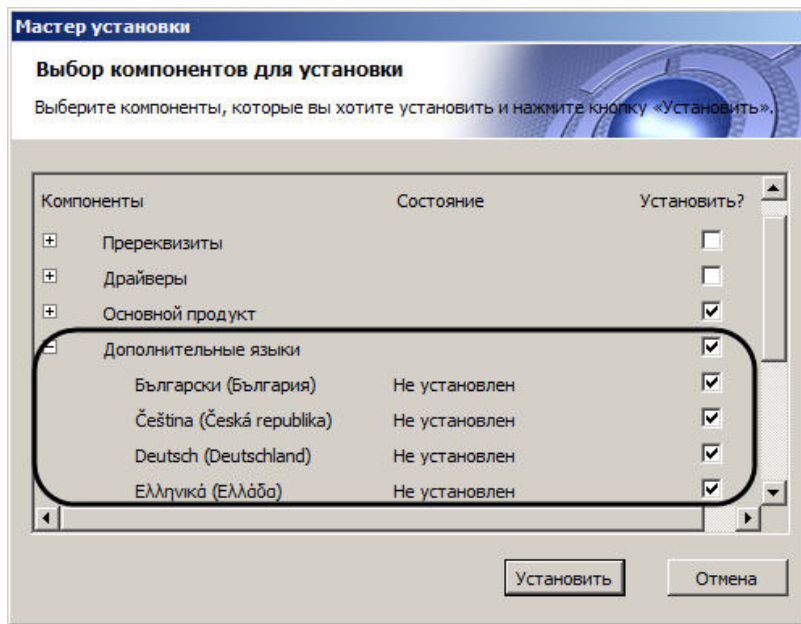 Мастер установки
Выбор компонентов для установки
Выберите компоненты, которые вы хотите установить и нажмите кнопку «Установить».
Компоненты Состояние Установить?
Пререквизиты
Драйверы
Основной продукт
Дополнительные языки
Български (България) Не установлен
Čeština (Česká republika) Не установлен
Deutsch (Deutschland) Не установлен
Ελληνικά (Ελλάδα) Не установлен
Установить Отмена